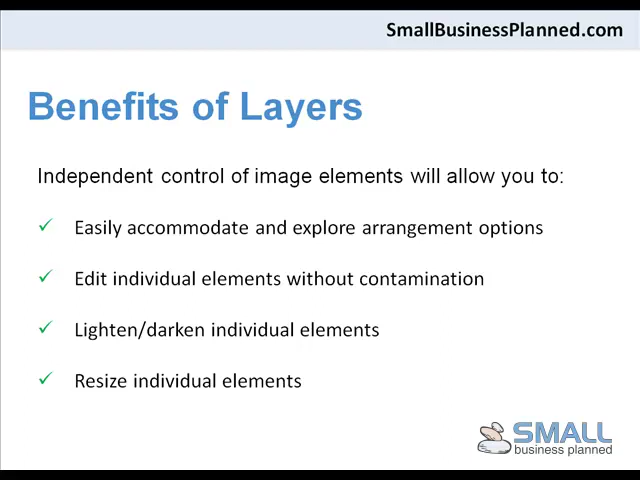 SmallBusinessPlanned.com
Benefits of Layers
Independent control of image elements will allow you to:
Easily accommodate and explore arrangement options
Edit individual elements without contamination
Lighten/darken individual elements
Resize individual elements
SMALL
business planned